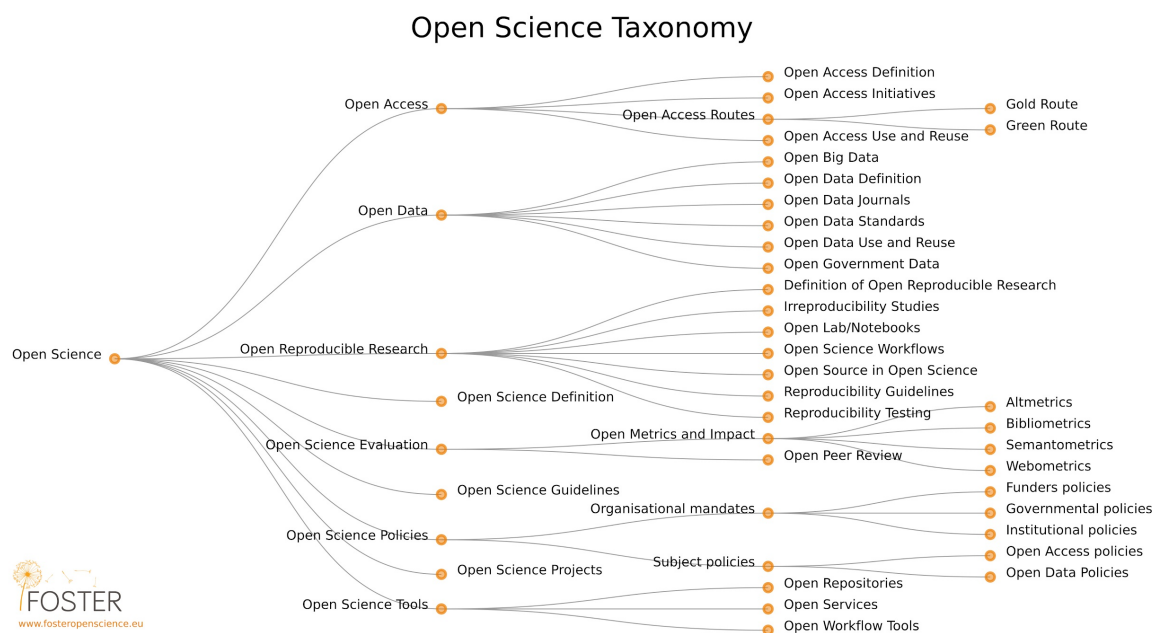 Open Science Taxonomy
Open Science
Open Access
Open Access Definition
Open Access Initiatives
Open Access Routes
Gold Route
Green Route
Open Access Use and Reuse
Open Data
Open Big Data
Open Data Definition
Open Data Journals
Open Data Standards
Open Data Use and Reuse
Open Government Data
Open Reproducible Research
Definition of Open Reproducible Research
Irreproducibility Studies
Open Lab/Notebooks
Open Science Workflows
Open Source in Open Science
Reproducibility Guidelines
Reproducibility Testing
Open Science Definition
Open Science Evaluation
Open Metrics and Impact
Altmetrics
Bibliometrics
Semantometrics
Webometrics
Open Peer Review
Open Science Guidelines
Open Science Policies
Organisational mandates
Funders policies
Governmental policies
Institutional policies
Subject policies
Open Access policies
Open Data Policies
Open Science Projects
Open Science Tools
Open Repositories
Open Services
Open Workflow Tools
FOSTER
www.fosteropenscience.eu